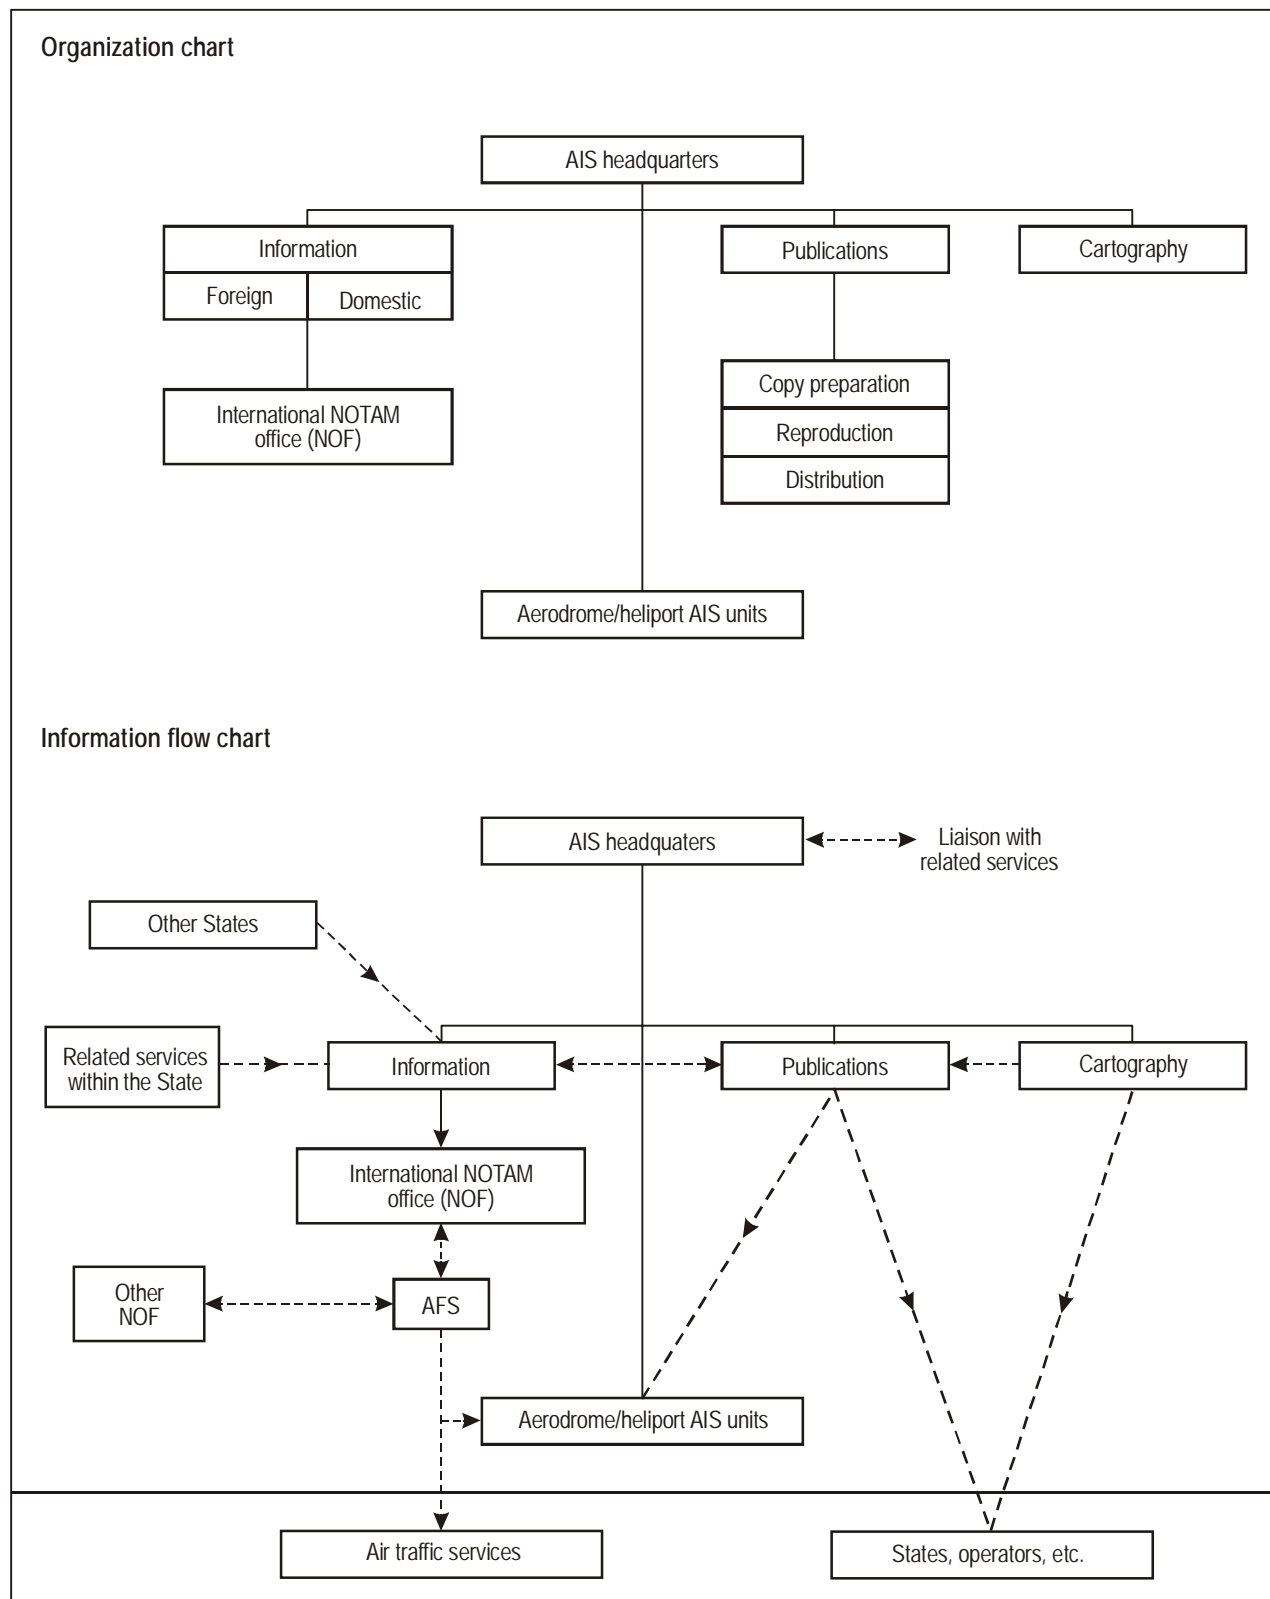 Organization chart
AIS headquarters
Information
Foreign
Domestic
International NOTAM
office (NOF)
Publications
Copy preparation
Reproduction
Distribution
Cartography
Aerodrome/heliport AIS units
Information flow chart
AIS headquaters
Liaison with
related services
Other States
Related services
within the State
Information
Publications
Cartography
International NOTAM
office (NOF)
Other
NOF
AFS
Aerodrome/heliport AIS units
Air traffic services
States, operators, etc.